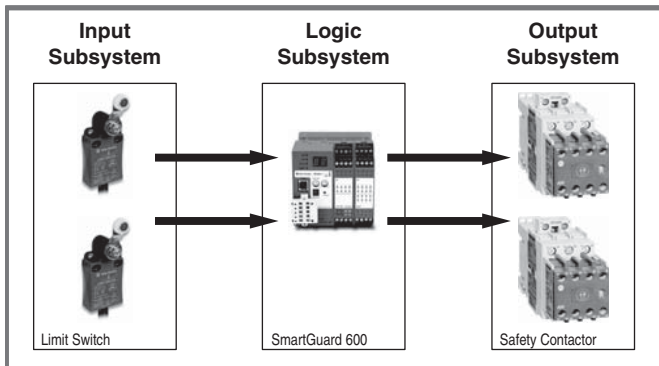 Input
Subsystem
Logic
Subsystem
Output
Subsystem
Limit Switch
SmartGuard 600
Safety Contactor